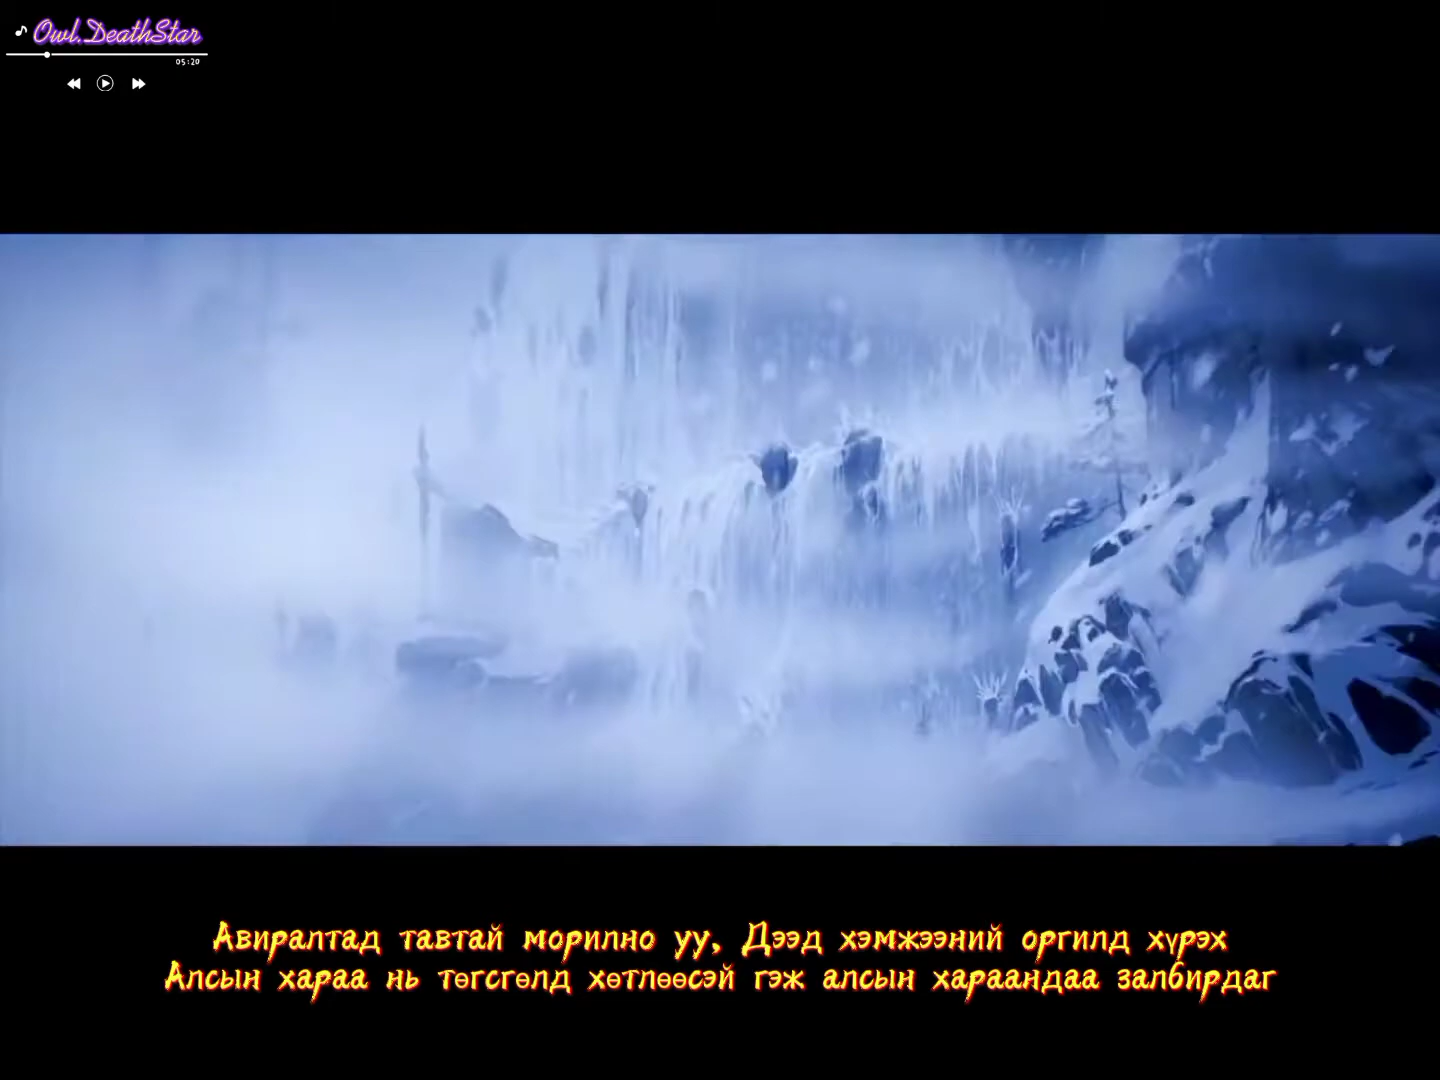 Owl.DeathStar
05:20
Авиралтад тавтай морилно уу, Дээд хэмжээний оргилд хүрэх
Алсын хараа нь төгсгөлд хөтлөөсэй гэж алсын хараандаа залбирдаг